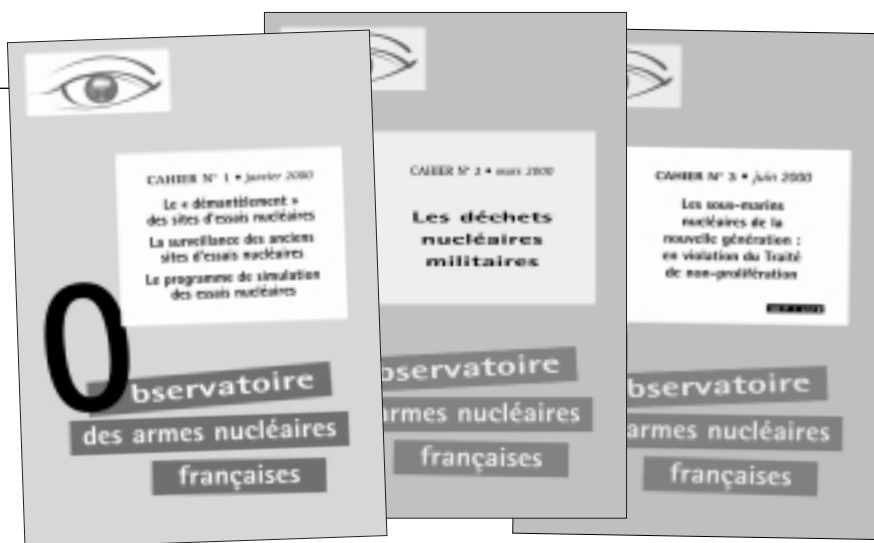 CAHIER N° 1 • janvier 2000
Le « démantèlement »
des sites d'essais nucléaires
La surveillance des anciens
sites d'essais nucléaires
Le programme de simulation
des essais nucléaires
Observatoire
des armes nucléaires
françaises
CAHIER N° 2 • mars 2000
Les déchets
nucléaires
militaires
bservatoire
armes nucléaires
françaises
CAHIER N° 3 • juin 2000
Les sous-marins
nucléaires de la
nouvelle génération :
en violation du Traité
de non-prolifération
bservatoire
armes nucléaires
françaises